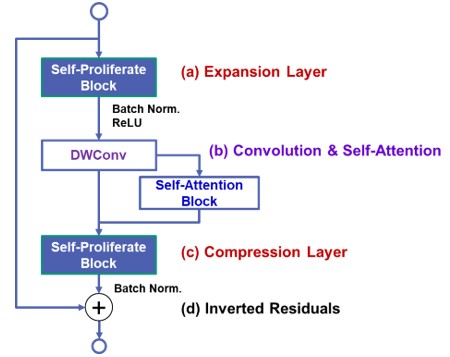 Self-Proliferate
Block
(a) Expansion Layer
Batch Norm.
ReLU
DWConv
(b) Convolution & Self-Attention
Self-Attention
Block
Self-Proliferate
Block
(c) Compression Layer
Batch Norm.
+
(d) Inverted Residuals